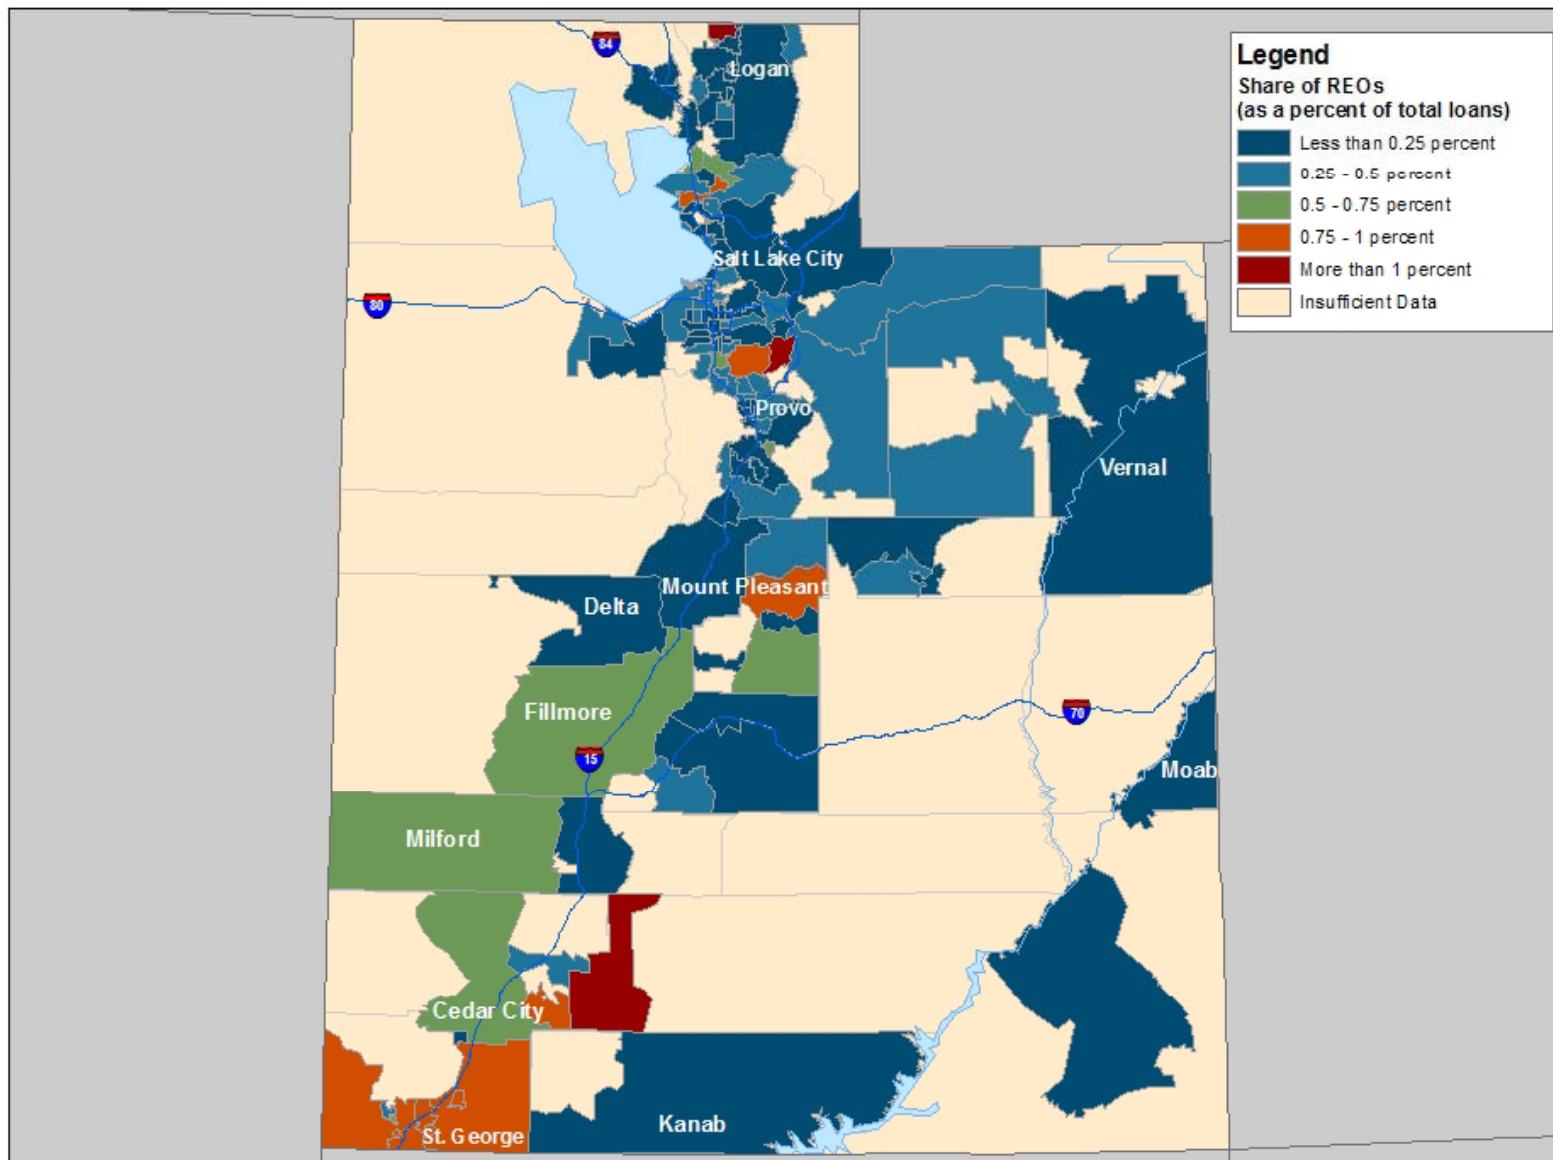 Legend
Share of REOs
(as a percent of total loans)
Less than 0.25 percent
0.25 - 0.5 percent
0.5 - 0.75 percent
0.75 - 1 percent
More than 1 percent
Insufficient Data
84
Logan
Salt Lake City
80
Provo
Vernal
Mount Pleasant
Delta
Fillmore
70
15
Moab
Milford
Cedar City
Kanab
St. George